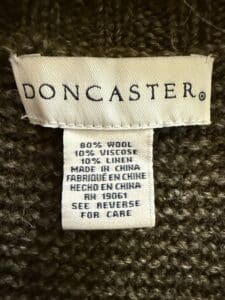 DONCASTER®
80% WOOL
10% VISCOSE
10% LINEN
MADE IN CHINA
FABRIQUÉ EN CHINE
HECHO EN CHINA
RN 19061
SEE REVERSE
FOR CARE